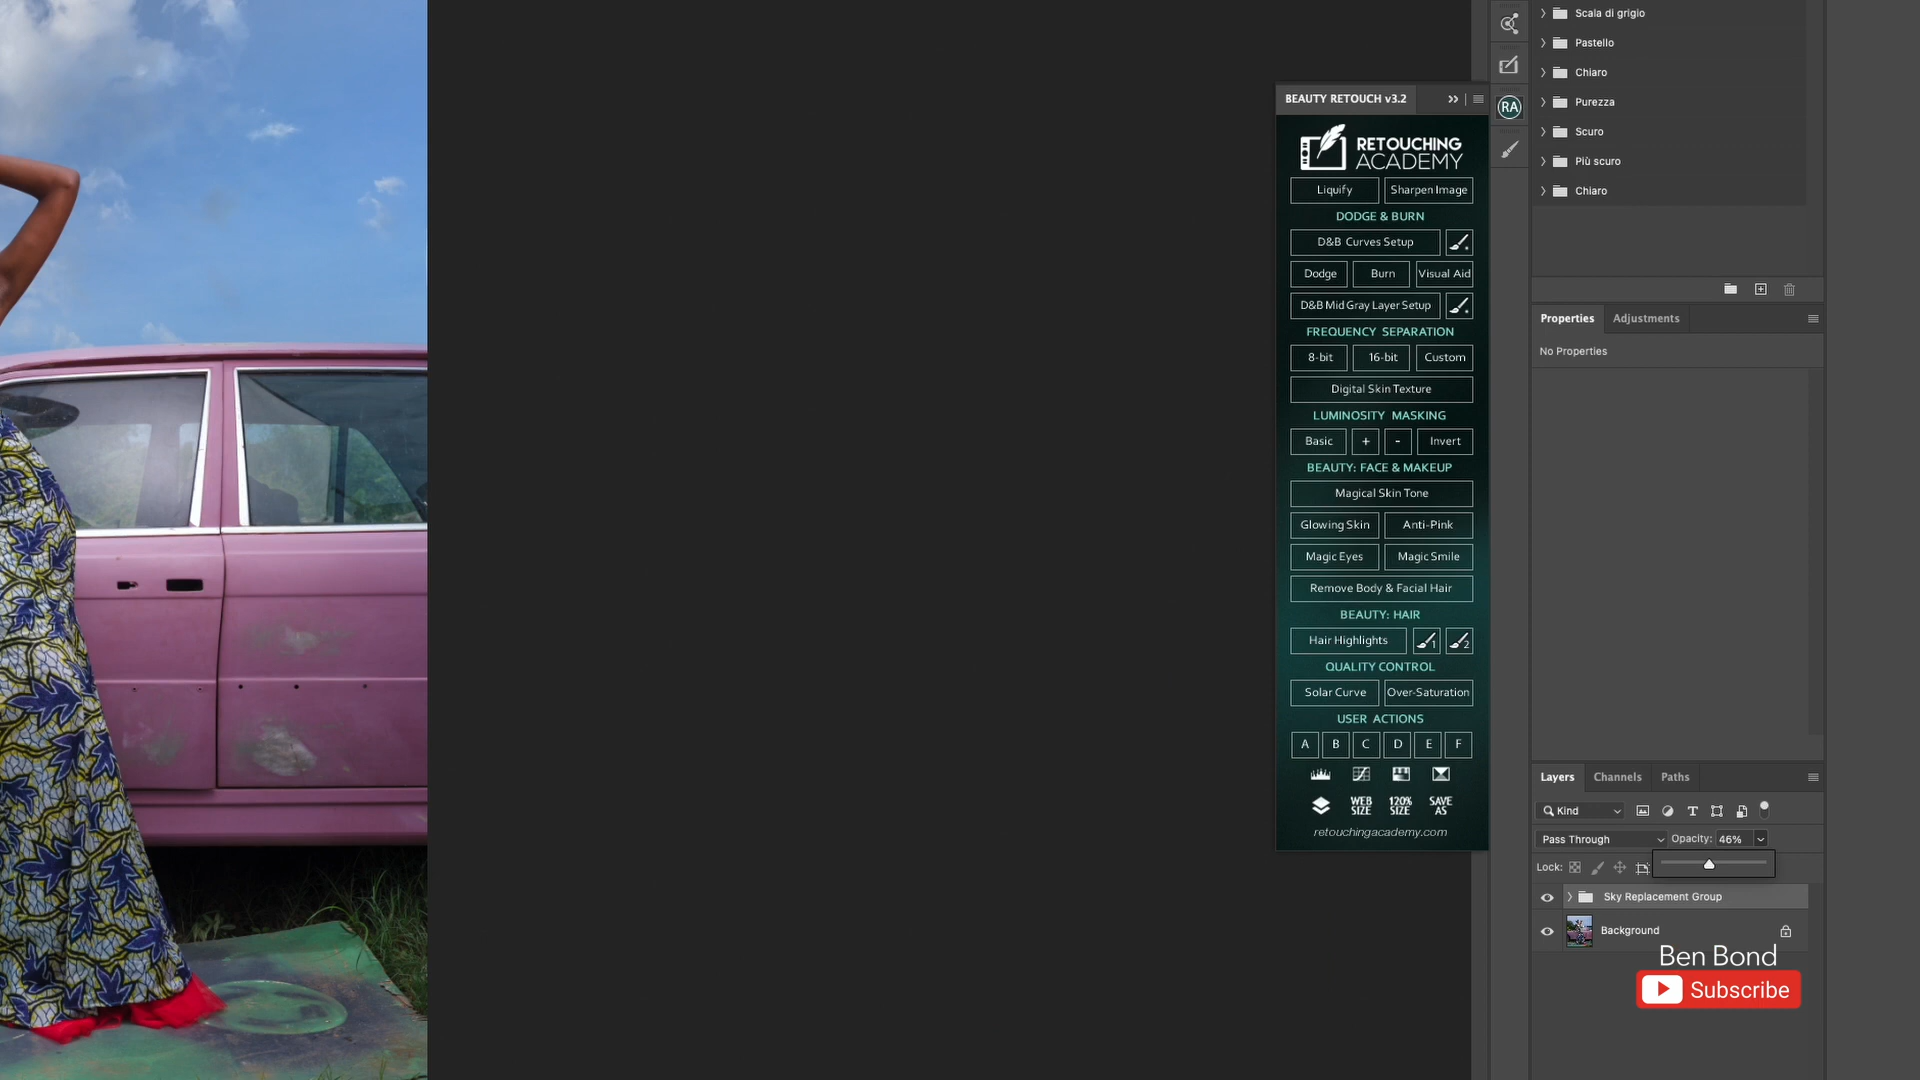 Scala di grigio
Pastello
Chiaro
Purezza
Scuro
Più scuro
Chiaro
BEAUTY RETOUCH v3.2
RA
RETOUCHING
ACADEMY
Liquify
Sharpen Image
DODGE & BURN
D&B Curves Setup
Dodge
Burn
Visual Aid
D&B Mid Gray Layer Setup
FREQUENCY SEPARATION
8-bit
16-bit
Custom
Digital Skin Texture
LUMINOSITY MASKING
Basic
+
-
Invert
BEAUTY: FACE & MAKEUP
Magical Skin Tone
Glowing Skin
Anti-Pink
Magic Eyes
Magic Smile
Remove Body & Facial Hair
BEAUTY: HAIR
Hair Highlights
1
2
QUALITY CONTROL
Solar Curve
Over-Saturation
USER ACTIONS
A
B
C
D
E
F
WEB
SIZE
120%
SIZE
SAVE
AS
retouchingacademy.com
Properties
Adjustments
No Properties
Layers
Channels
Paths
Kind
Pass Through
Opacity: 46%
Lock:
Sky Replacement Group
Background
Ben Bond
Subscribe